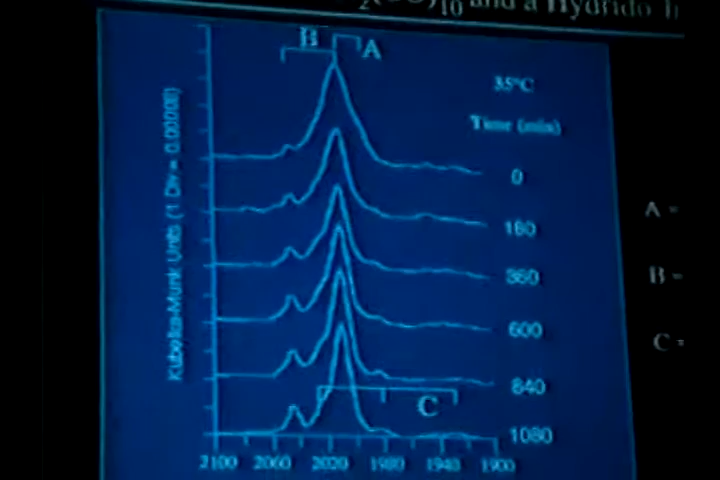 and a Hydrido
B
A
35°C
Time (min)
0
180
360
600
840
1080
C
Kubelka-Munk Units (1 Div = 0.00000)
2100 2060 2020 1980 1940 1900
A =
B =
C =